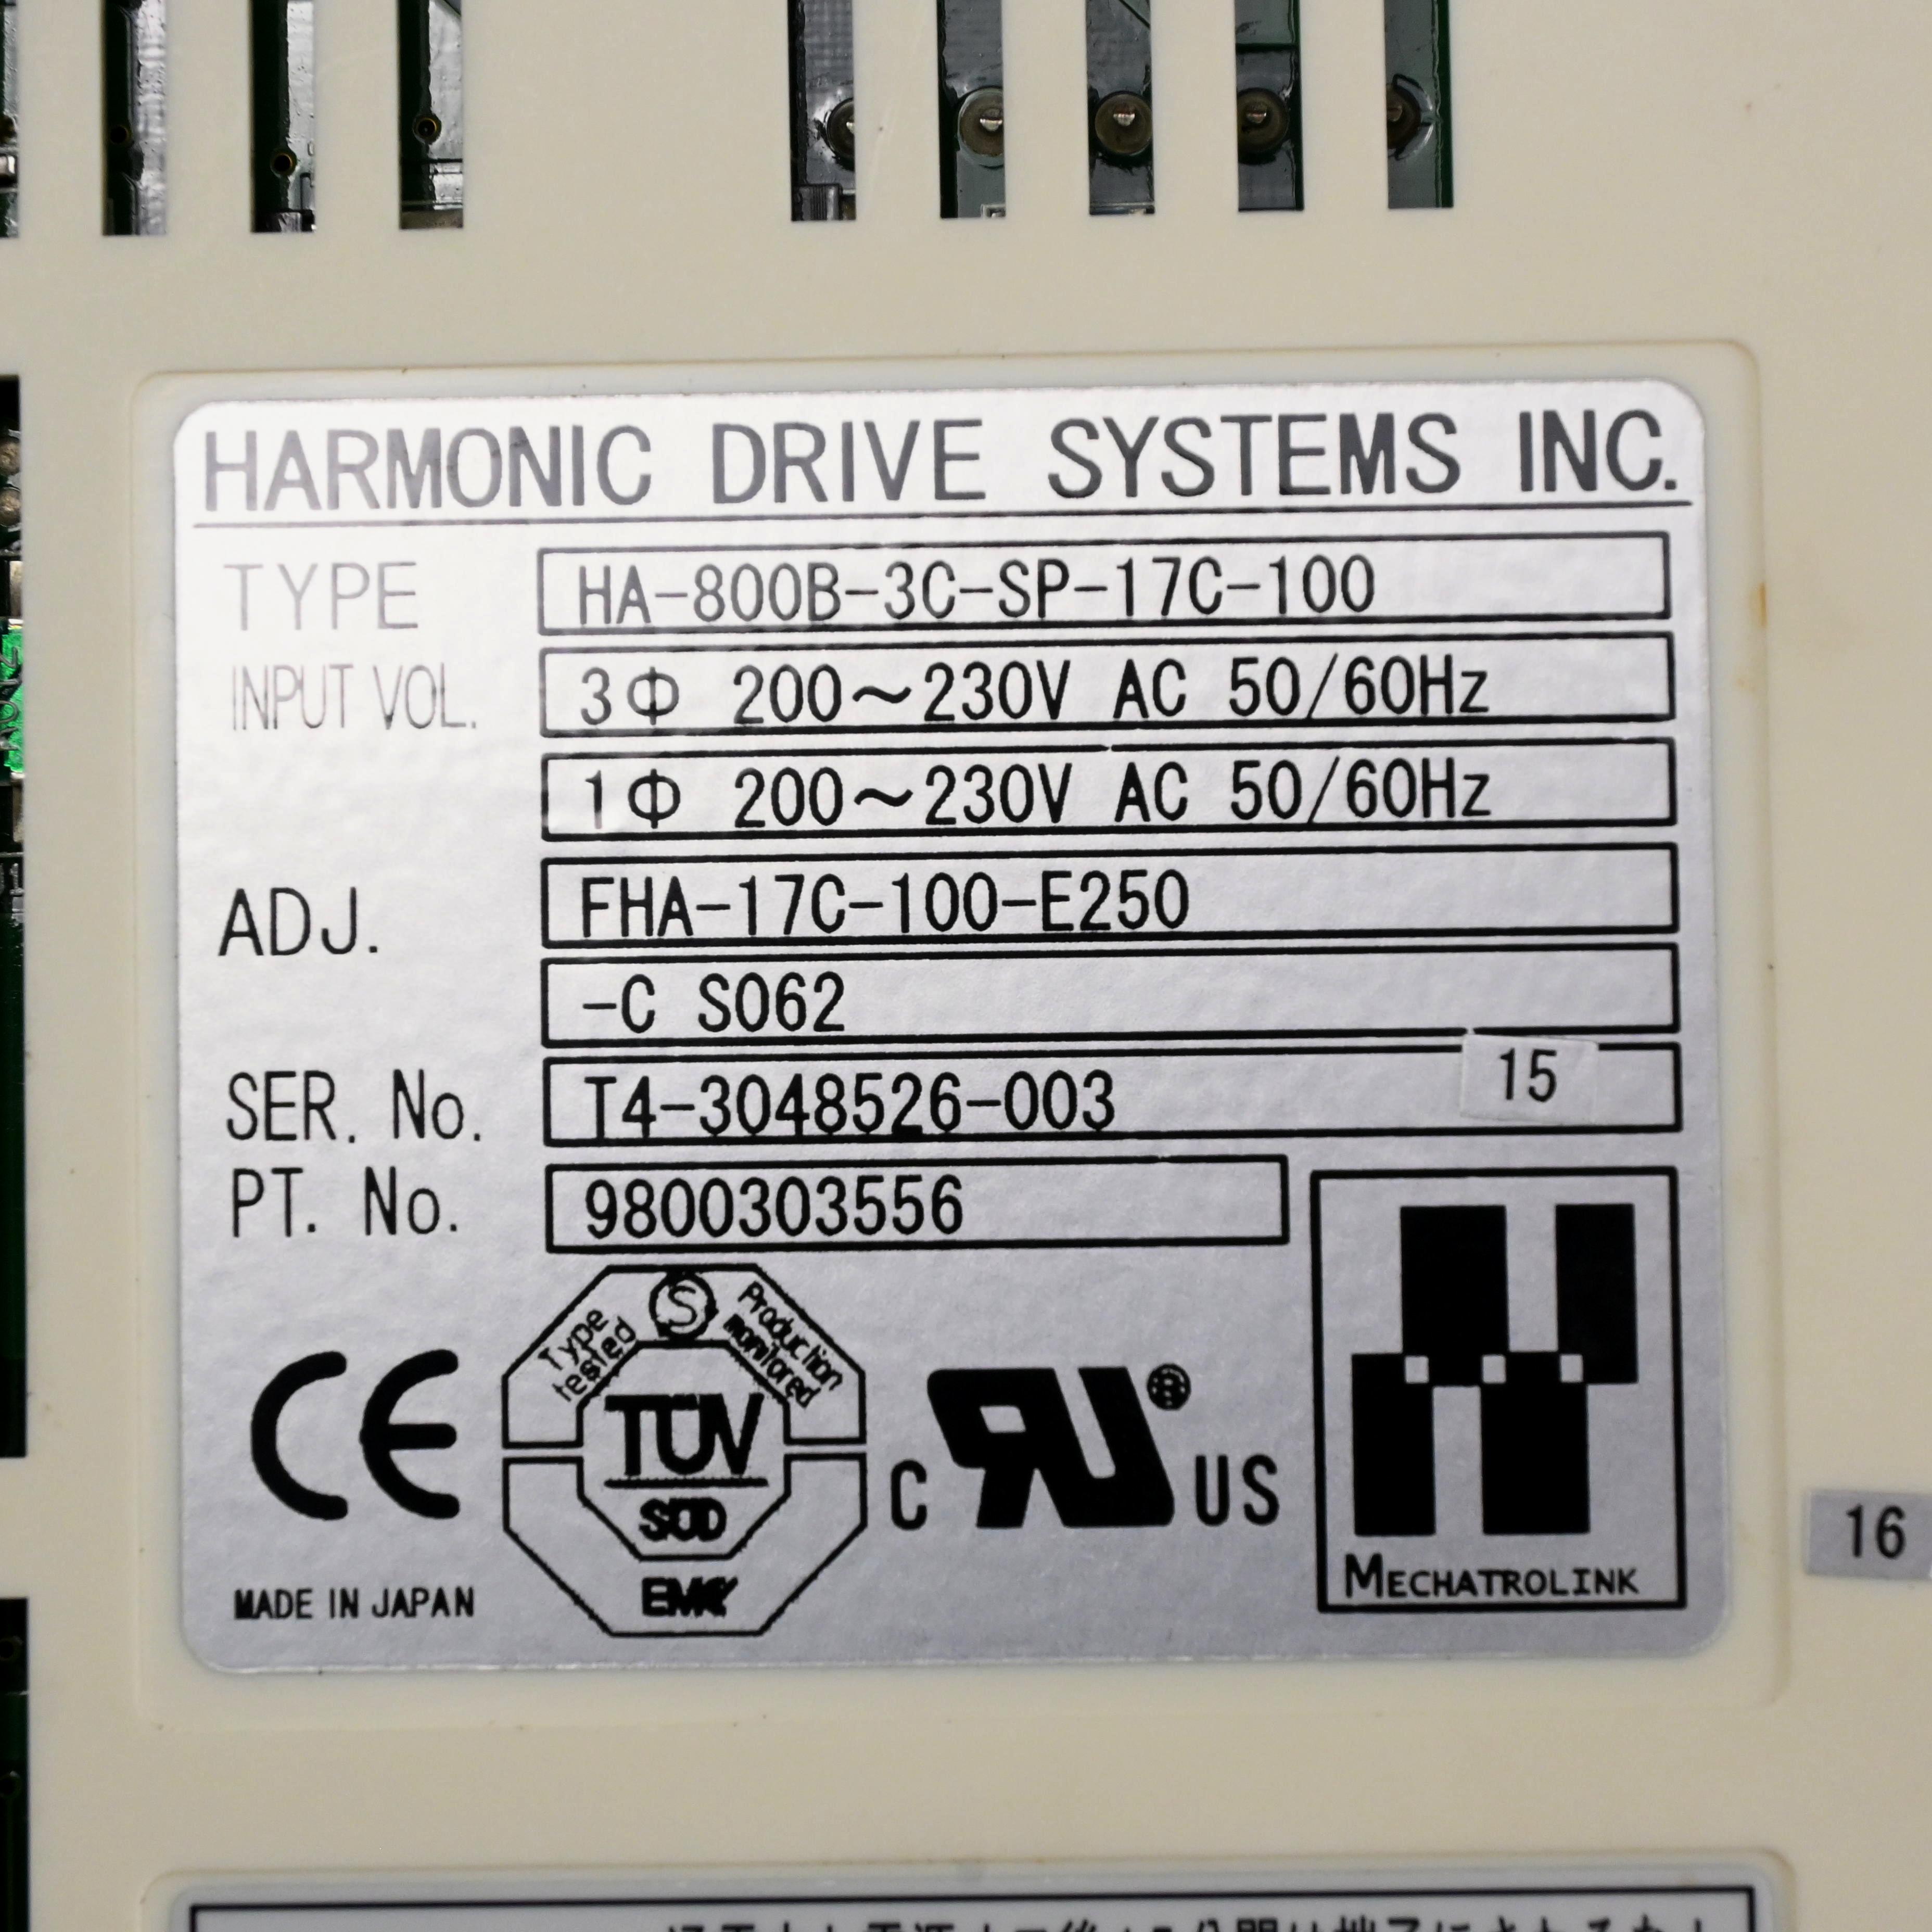 HARMONIC DRIVE SYSTEMS INC.
TYPE HA-800B-3C-SP-17C-100
INPUT VOL. 3Φ 200～230V AC 50/60Hz
1Φ 200～230V AC 50/60Hz
ADJ. FHA-17C-100-E250
-C S062
SER. No. T4-3048526-003 15
PT. No. 9800303556
Type tested S Production monitored
TÜV
SÜD
EMC
CE
C RU ® US
MECHATROLINK
MADE IN JAPAN
16